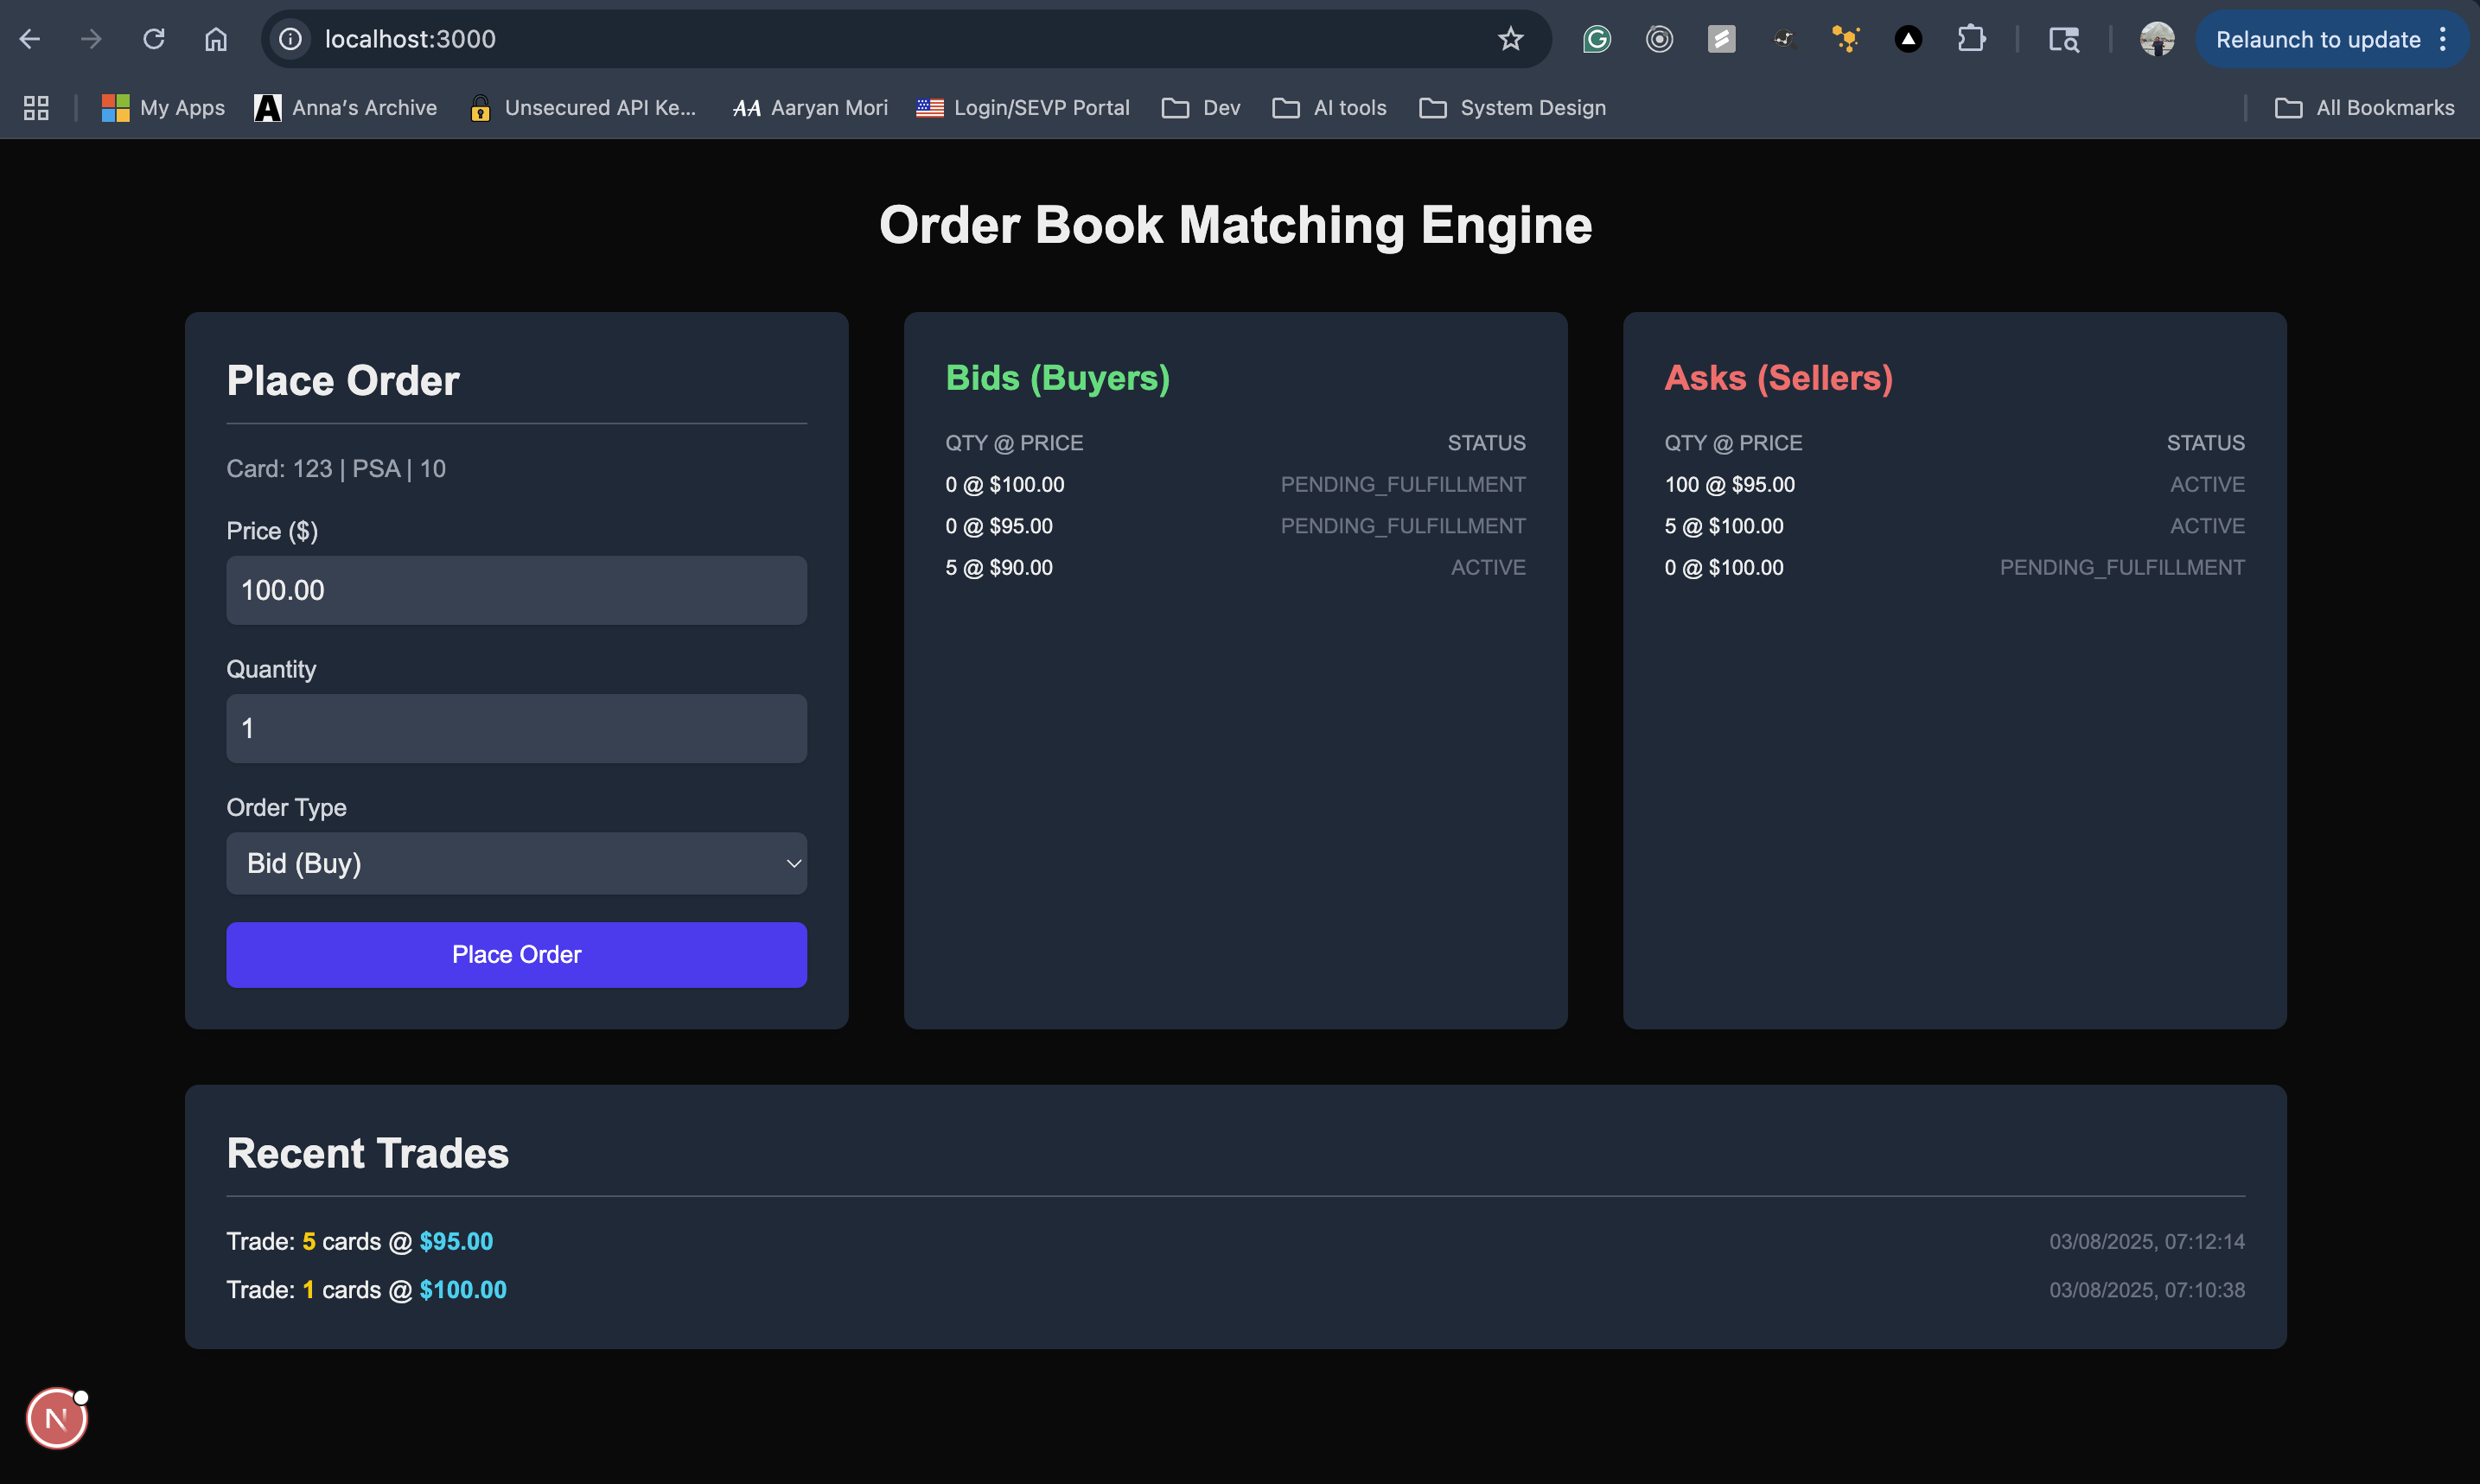 localhost:3000
Relaunch to update
My Apps
Anna's Archive
Unsecured API Ke...
AA Aaryan Mori
Login/SEVP Portal
Dev
AI tools
System Design
All Bookmarks
Order Book Matching Engine
Place Order
Card: 123 | PSA | 10
Price ($)
100.00
Quantity
1
Order Type
Bid (Buy)
Place Order
Bids (Buyers)
QTY @ PRICE STATUS
0 @ $100.00 PENDING_FULFILLMENT
0 @ $95.00 PENDING_FULFILLMENT
5 @ $90.00 ACTIVE
Asks (Sellers)
QTY @ PRICE STATUS
100 @ $95.00 ACTIVE
5 @ $100.00 ACTIVE
0 @ $100.00 PENDING_FULFILLMENT
Recent Trades
Trade: 5 cards @ $95.00 03/08/2025, 07:12:14
Trade: 1 cards @ $100.00 03/08/2025, 07:10:38
N